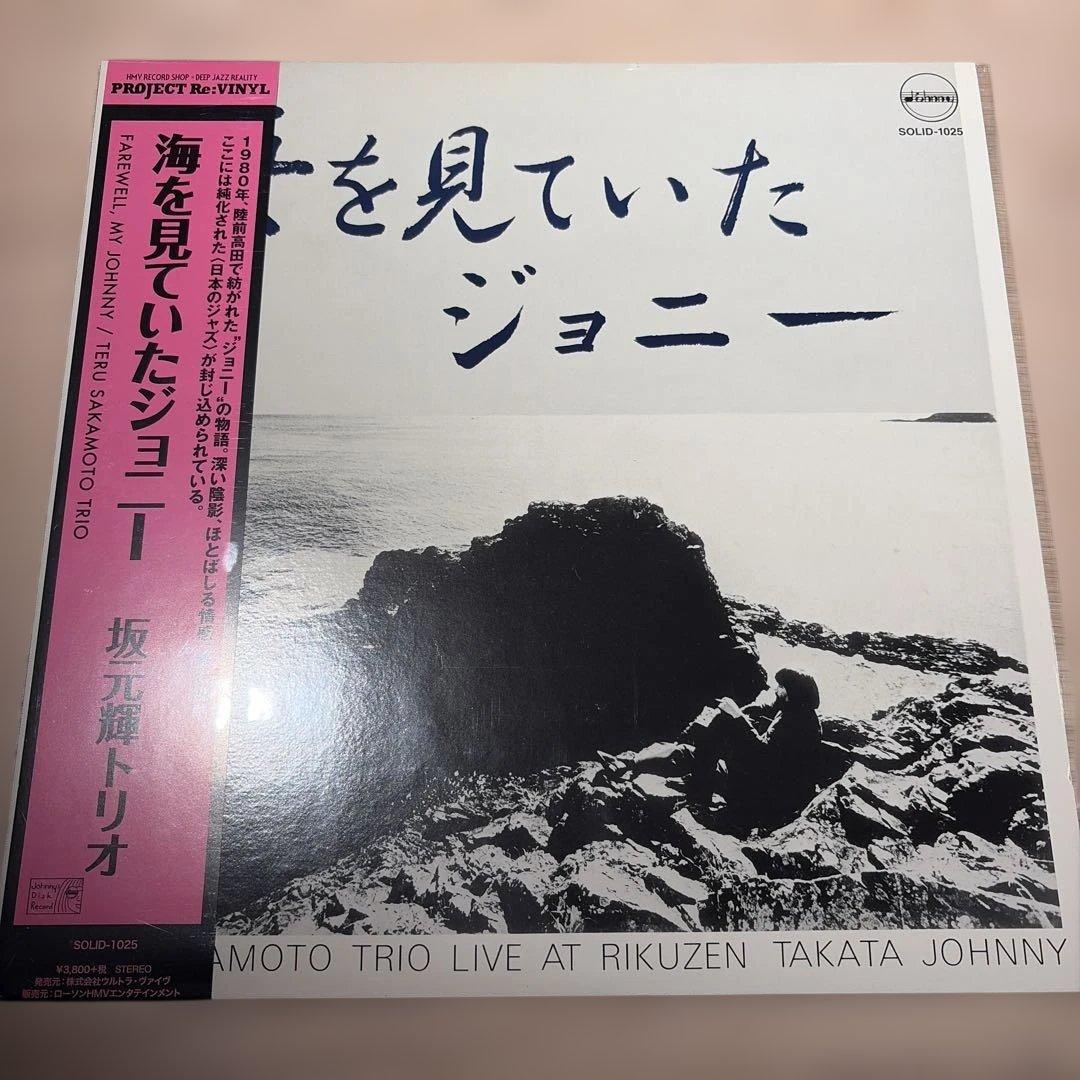 HMV RECORD SHOP × DEEP JAZZ REALITY
PROJECT Re:VINYL
1980年、陸前高田で紡がれた“ジョニー”の物語。深い陰影、ほとばしる情
ここには純化された〈日本のジャズ〉が封じ込められている。
海を見ていたジョニー 坂元輝トリオ
FAREWELL, MY JOHNNY / TERU SAKAMOTO TRIO
Johnny's
Disk
Record
SOLID-1025
¥3,800+税 STEREO
発売元：株式会社ウルトラ・ヴァイヴ
販売元：ローソンHMVエンタテイメント
Johnny's
SOLID-1025
を見ていた
ジョニー
AMOTO TRIO LIVE AT RIKUZEN TAKATA JOHNNY